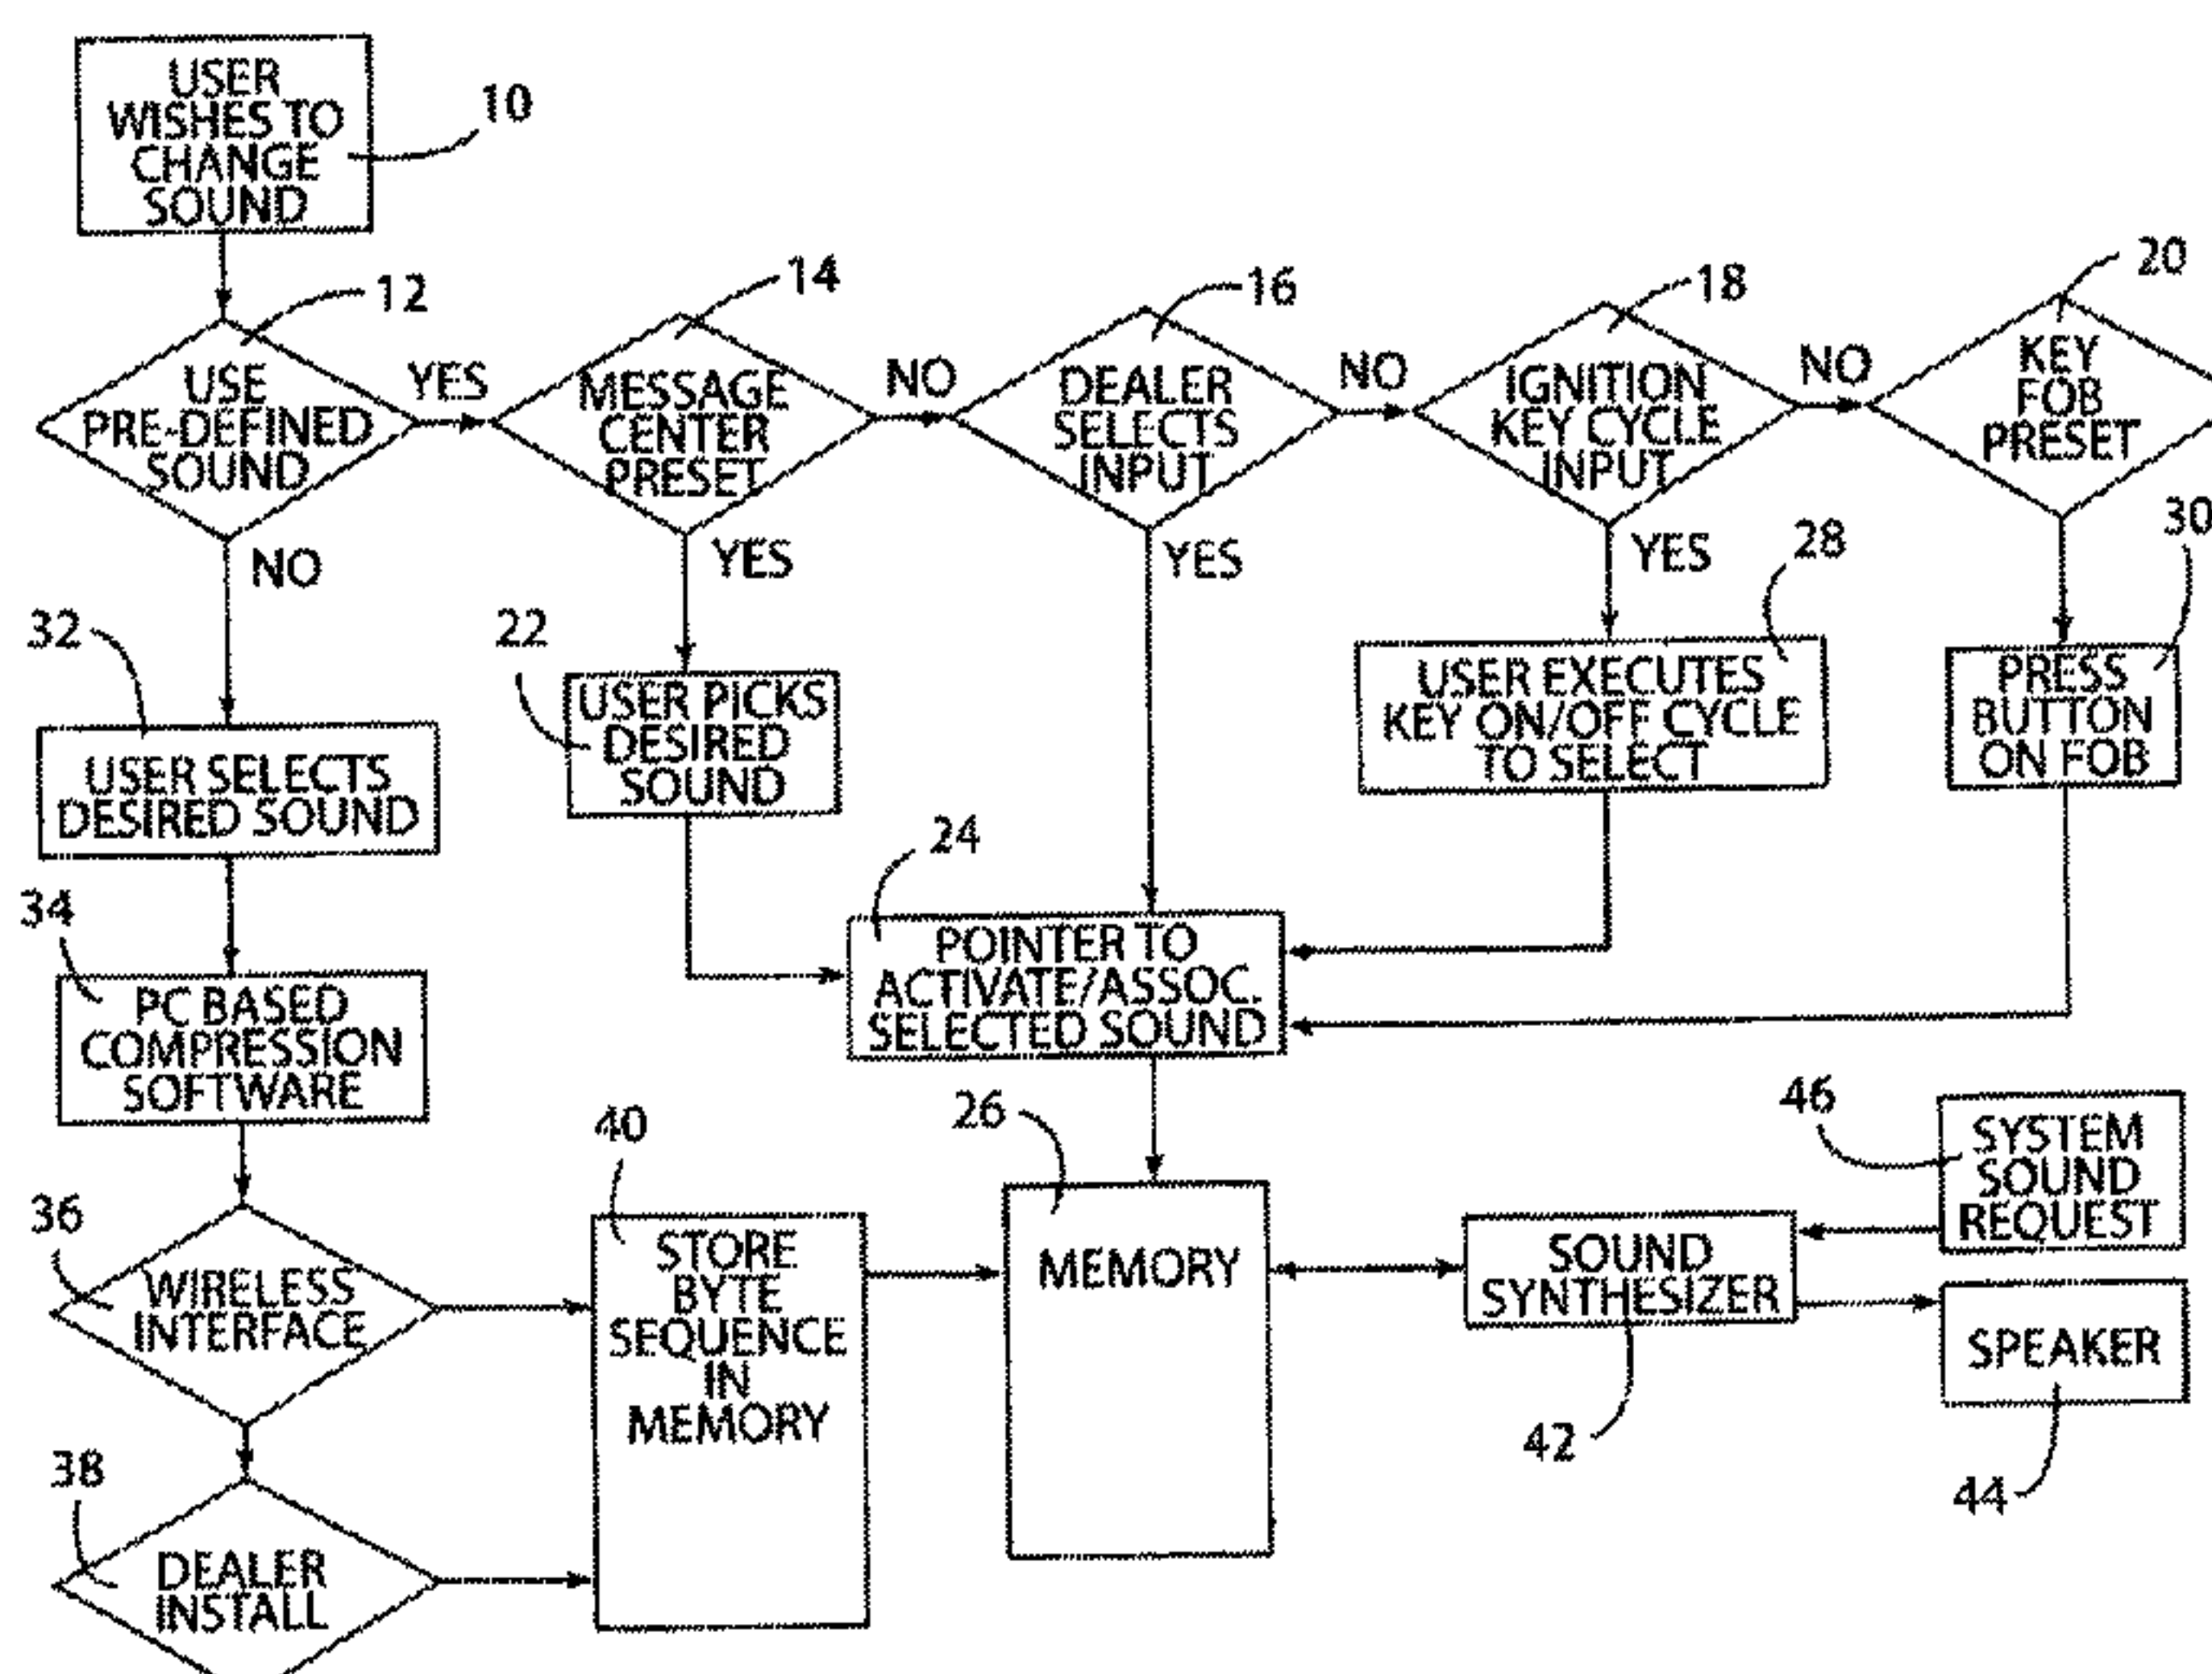 USER
WISHES TO
CHANGE
SOUND
10
12
USE
PRE-DEFINED
SOUND
YES
NO
14
MESSAGE
CENTER
PRESET
NO
YES
16
DEALER
SELECTS
INPUT
NO
YES
18
IGNITION
KEY CYCLE
INPUT
NO
YES
20
KEY
FOB
PRESET
22
USER PICKS
DESIRED
SOUND
28
USER EXECUTES
KEY ON/OFF CYCLE
TO SELECT
30
PRESS
BUTTON
ON FOB
32
USER SELECTS
DESIRED SOUND
24
POINTER TO
ACTIVATE/ASSOC.
SELECTED SOUND
34
PC BASED
COMPRESSION
SOFTWARE
36
WIRELESS
INTERFACE
38
DEALER
INSTALL
40
STORE
BYTE
SEQUENCE
IN
MEMORY
26
MEMORY
SOUND
SYNTHESIZER
42
46
SYSTEM
SOUND
REQUEST
SPEAKER
44